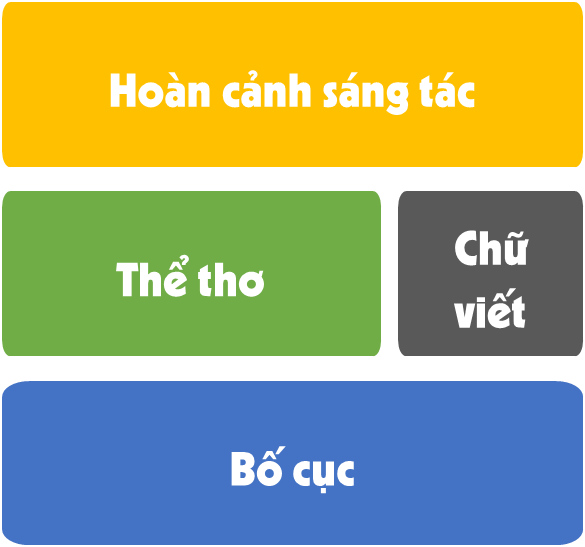 Hoàn cảnh sáng tác
Thể thơ
Chữ
viết
Bố cục